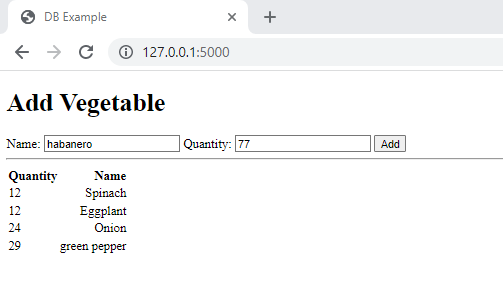 DB Example
127.0.0.1:5000
Add Vegetable
Name: habanero Quantity: 77 Add
Quantity Name
12 Spinach
12 Eggplant
24 Onion
29 green pepper